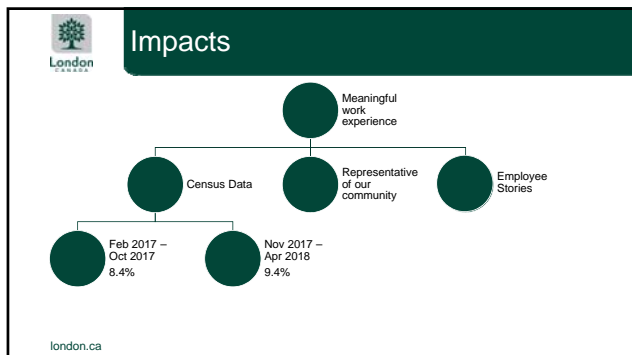 London
CANADA
Impacts
Meaningful
work
experience
Census Data
Representative
of our
community
Employee
Stories
Feb 2017 –
Oct 2017
8.4%
Nov 2017 –
Apr 2018
9.4%
london.ca